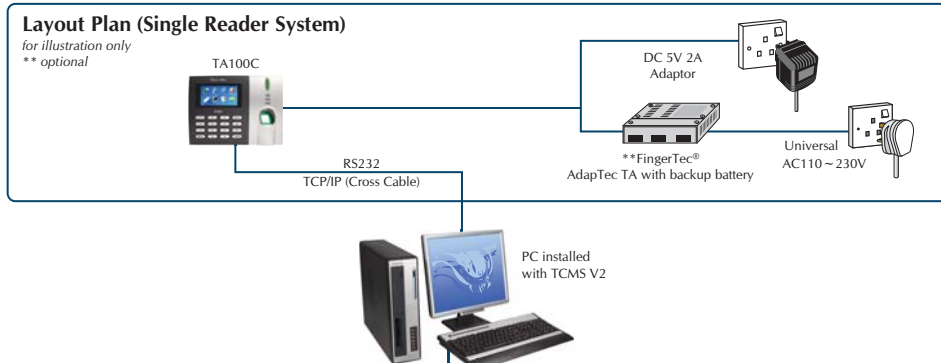 Layout Plan (Single Reader System)
for illustration only
** optional
TA100C
DC 5V 2A
Adaptor
**FingerTec®
AdapTec TA with backup battery
Universal
AC110 ~ 230V
RS232
TCP/IP (Cross Cable)
PC installed
with TCMS V2